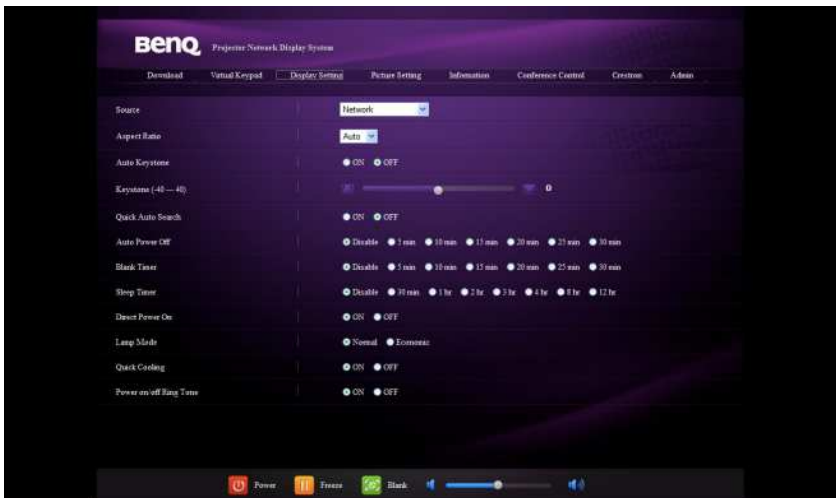 BenQ Projector Network Display System
Download Virtual Keypad Display Setting Picture Setting Information Conference Control Crestron Admin
Source Network
Aspect Ratio Auto
Auto Keystone ON OFF
Keystone (-40 — 40) 0
Quick Auto Search ON OFF
Auto Power Off Disable 5 min 10 min 15 min 20 min 25 min 30 min
Blank Timer Disable 5 min 10 min 15 min 20 min 25 min 30 min
Sleep Timer Disable 30 min 1 hr 2 hr 3 hr 4 hr 8 hr 12 hr
Direct Power On ON OFF
Lamp Mode Normal Economic
Quick Cooling ON OFF
Power on/off Ring Tone ON OFF
Power Freeze Blank